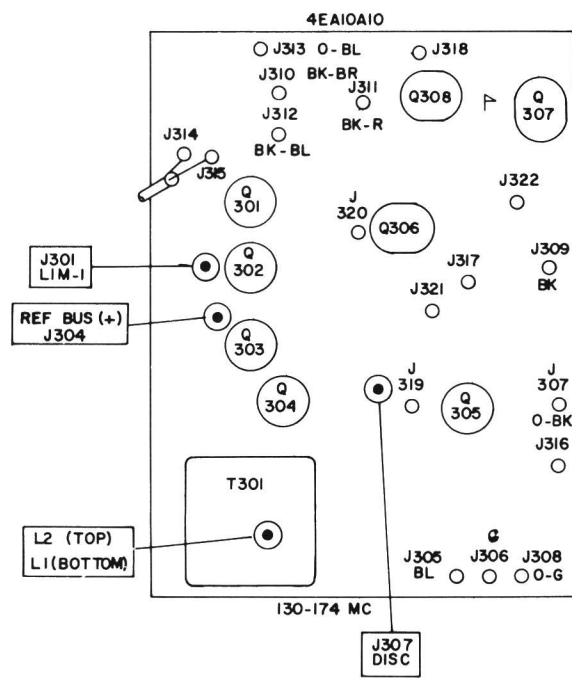 4EA10A10
J313 O-BL
J318
J310 BK-BR
J311
BK-R
Q308
Q
307
J312
BK-BL
J314
J315
Q
301
J322
J
320
Q306
J301
LIM-1
Q
302
J317
J309
BK
J321
REF BUS (+)
J304
Q
303
J
319
J
307
O-BK
Q
304
Q
305
J316
T301
L2 (TOP)
L1 (BOTTOM)
J305
BL
J306
J308
O-G
130-174 MC
J307
DISC